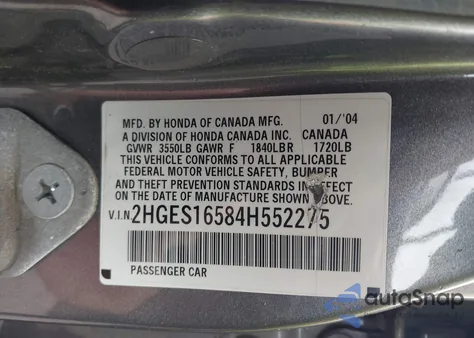 MFD. BY HONDA OF CANADA MFG. 01/'04
A DIVISION OF HONDA CANADA INC. CANADA
GVWR 3550LB GAWR F 1840LB R 1720LB
THIS VEHICLE CONFORMS TO ALL APPLICABLE
FEDERAL MOTOR VEHICLE SAFETY, BUMPER
AND THEFT PREVENTION STANDARDS IN EFFECT
ON THE DATE OF MANUFACTURE SHOWN ABOVE.
V.I.N 2HGES16584H552275
PASSENGER CAR
autoSnap